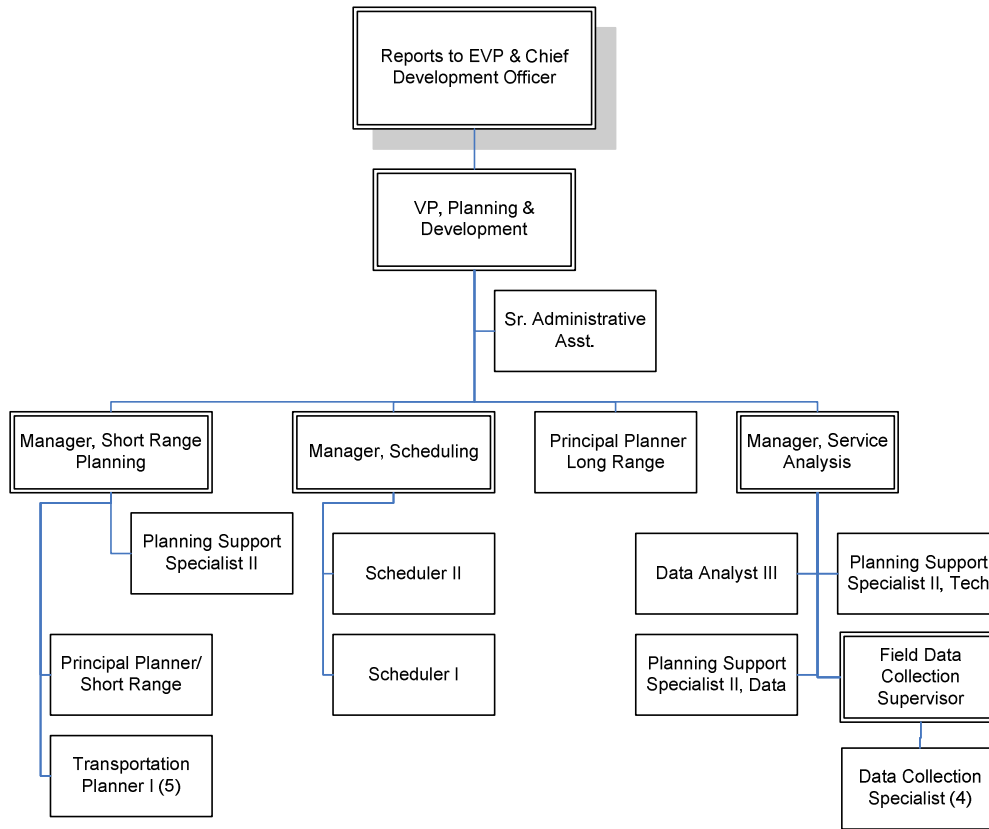 Reports to EVP & Chief
Development Officer
VP, Planning &
Development
Sr. Administrative
Asst.
Manager, Short Range
Planning
Manager, Scheduling
Principal Planner
Long Range
Manager, Service
Analysis
Planning Support
Specialist II
Scheduler II
Data Analyst III
Planning Support
Specialist II, Tech
Principal Planner/
Short Range
Scheduler I
Planning Support
Specialist II, Data
Field Data
Collection
Supervisor
Transportation
Planner I (5)
Data Collection
Specialist (4)